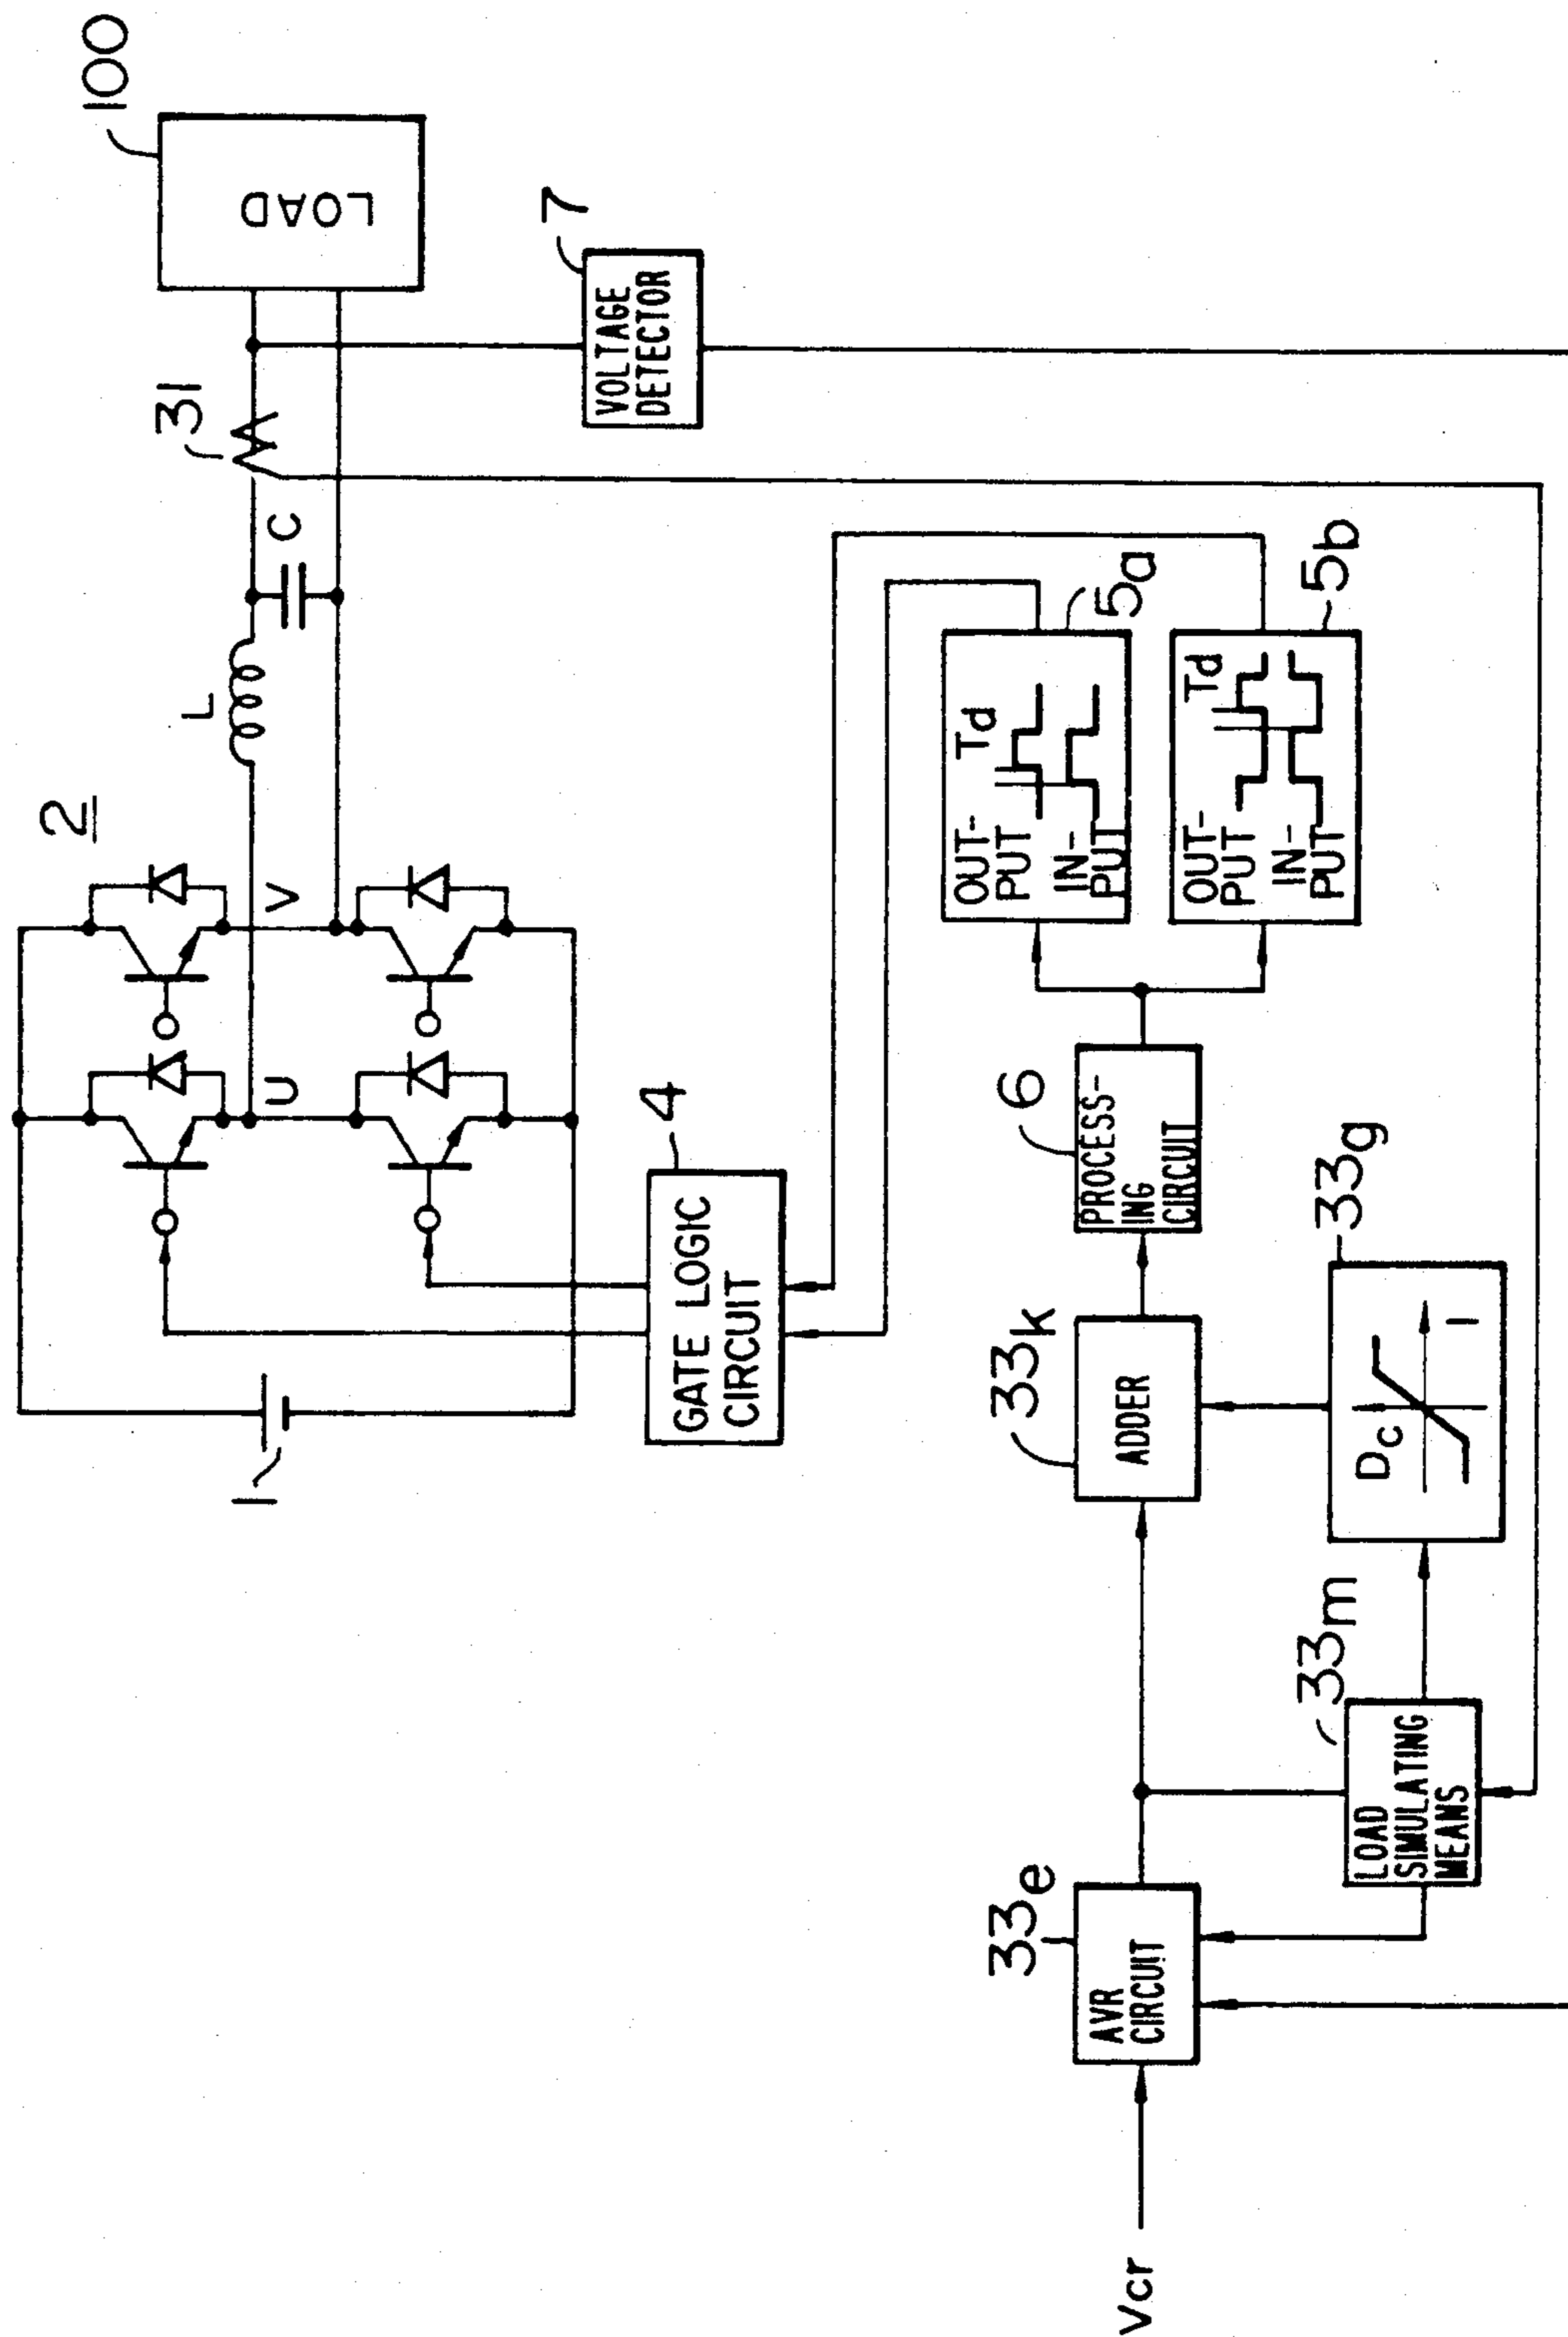 100
LOAD
31
7
VOLTAGE
DETECTOR
C
L
2
V
U
1
4
GATE LOGIC
CIRCUIT
5a
OUT-
PUT
Td
IN-
PUT
5b
OUT-
PUT
Td
IN-
PUT
6
PROCESS-
ING
CIRCUIT
33k
ADDER
33g
Dc
I
33m
LOAD
SIMULATING
MEANS
33e
AVR
CIRCUIT
Vcr